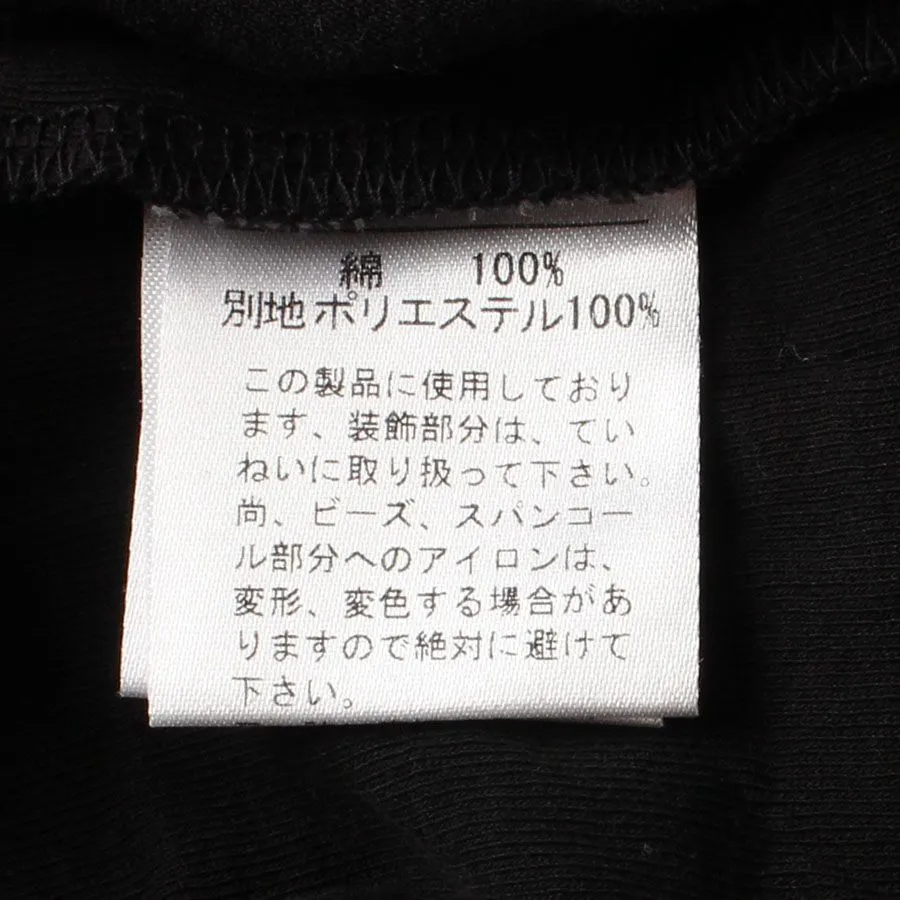 綿 100%
別地 ポリエステル100%
この製品に使用しており
ます、装飾部分は、てい
ねいに取り扱って下さい。
尚、ビーズ、スパンコー
ル部分へのアイロンは、
変形、変色する場合があ
りますので絶対に避けて
下さい。